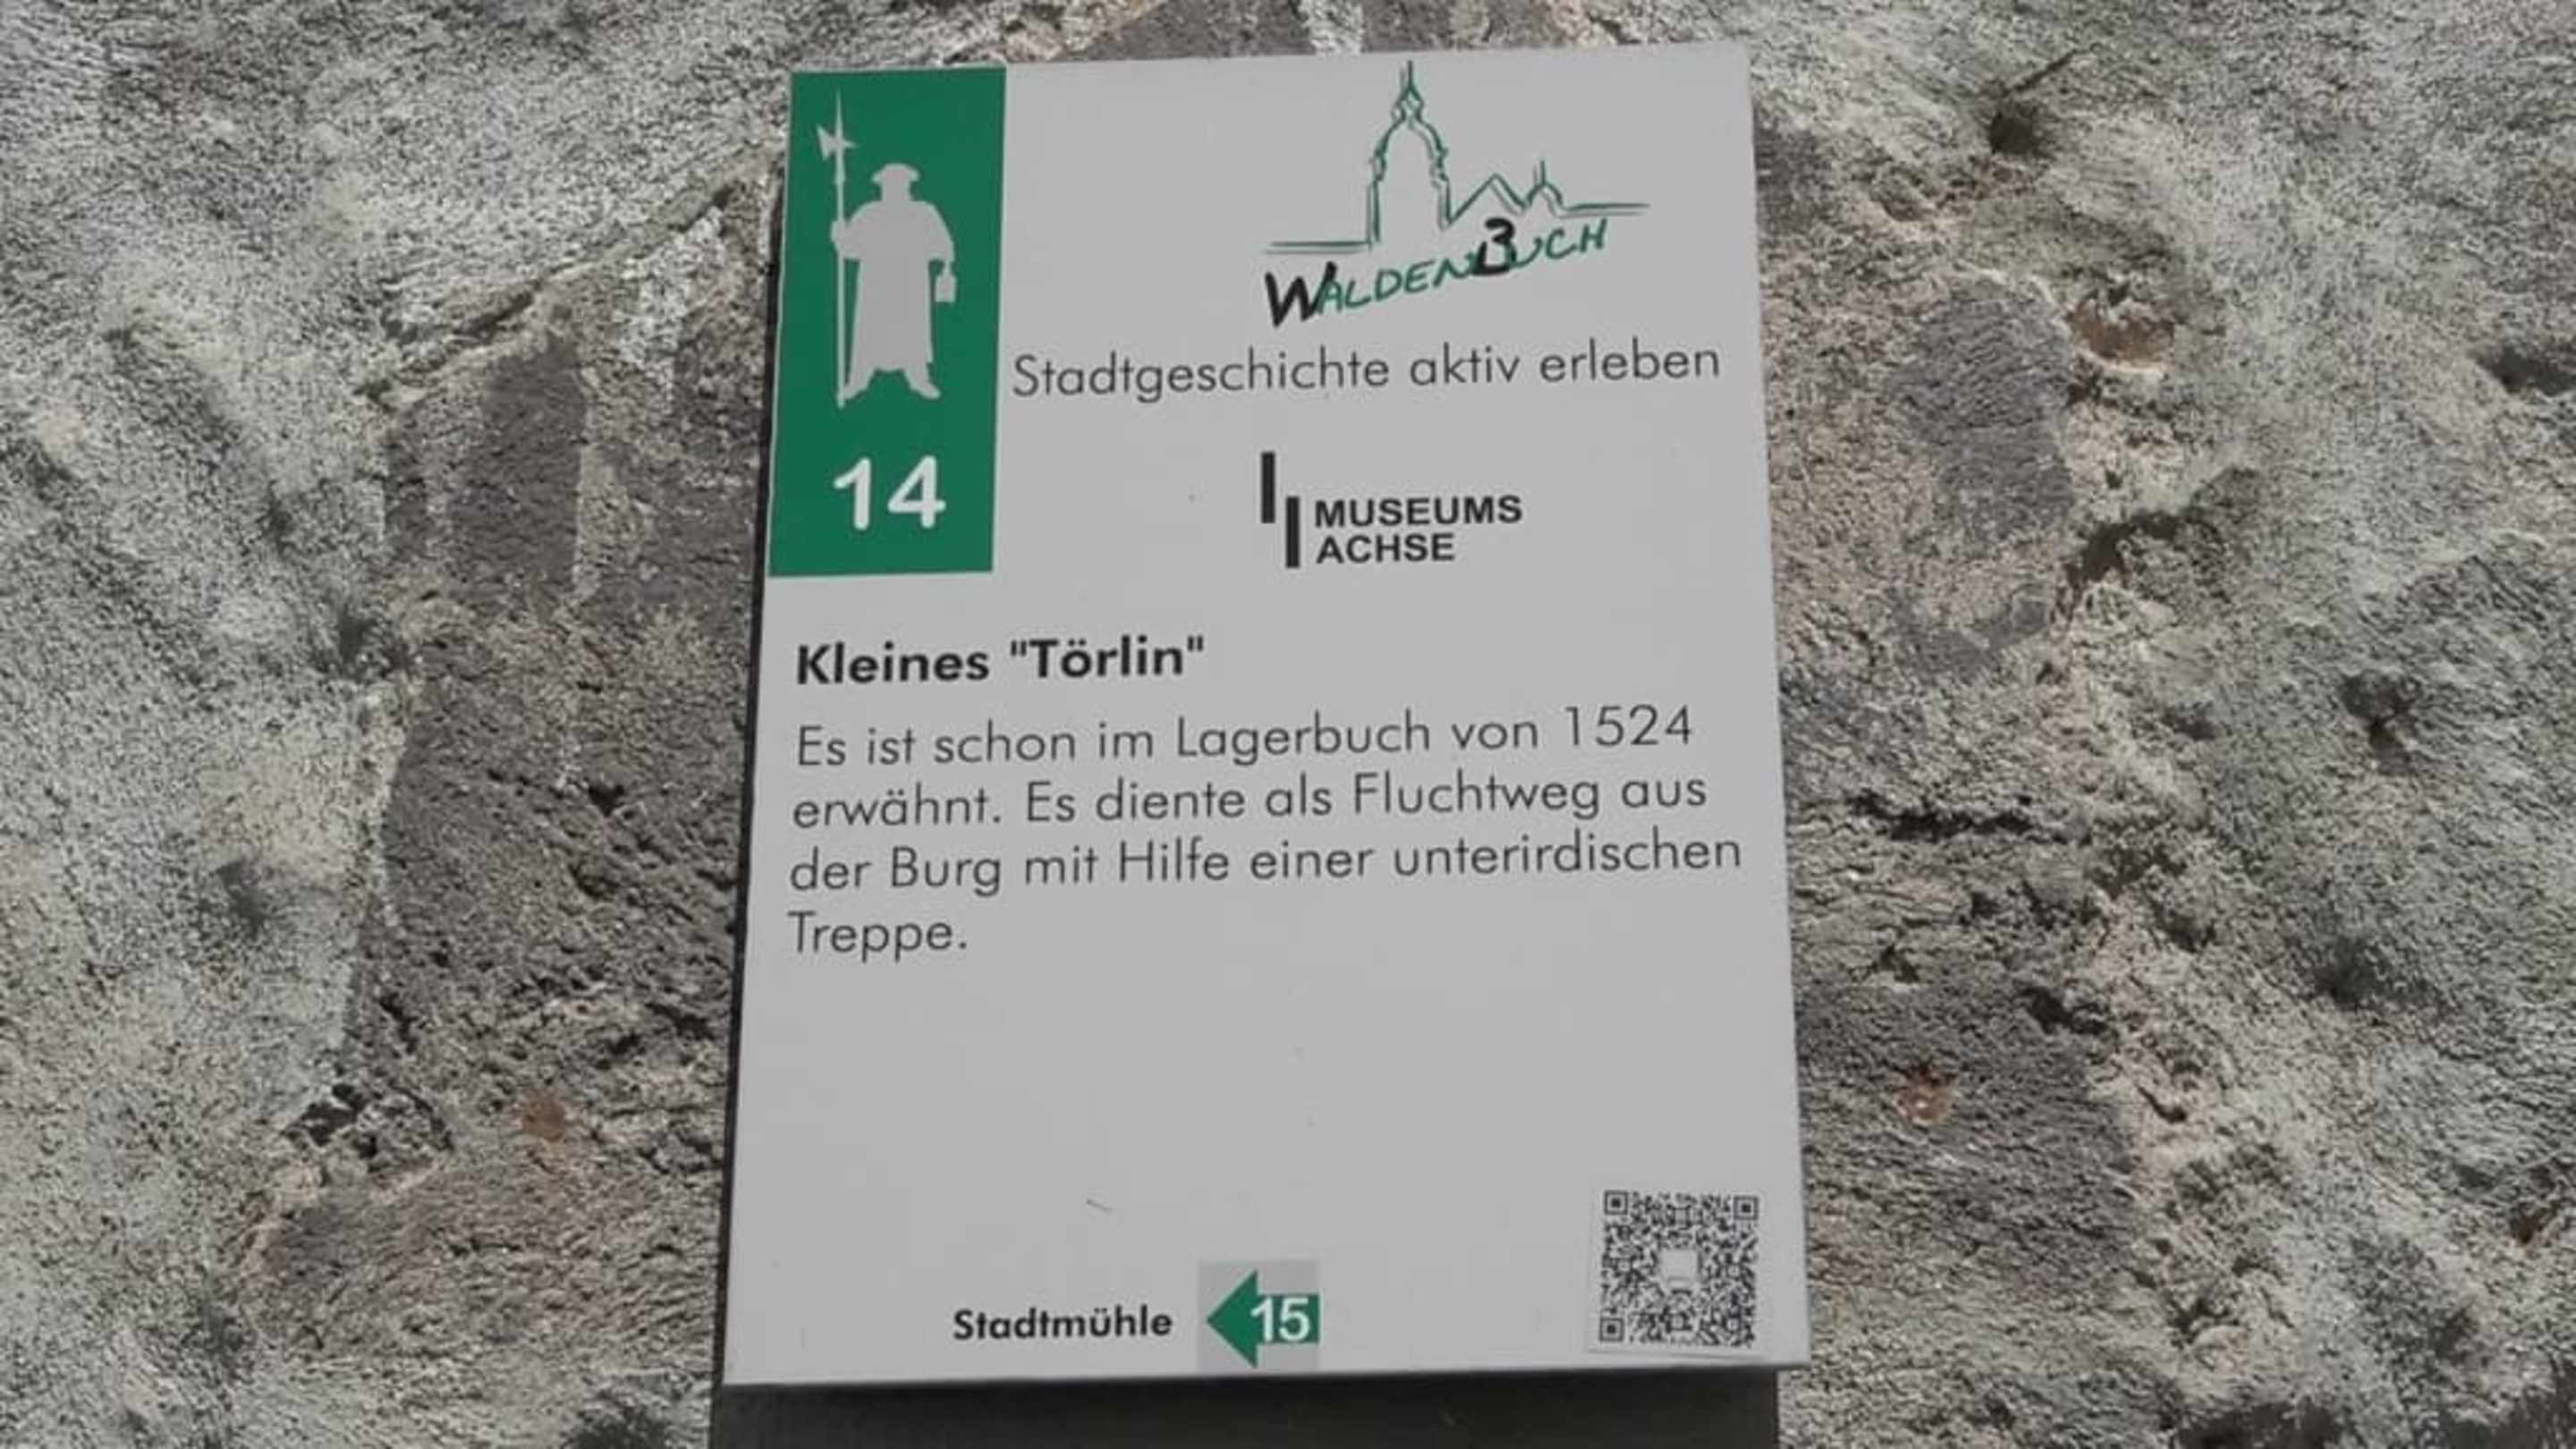 WALDENBUCH
Stadtgeschichte aktiv erleben
14
MUSEUMS
ACHSE
Kleines "Törlin"
Es ist schon im Lagerbuch von 1524
erwähnt. Es diente als Fluchtweg aus
der Burg mit Hilfe einer unterirdischen
Treppe.
Stadtmühle 15